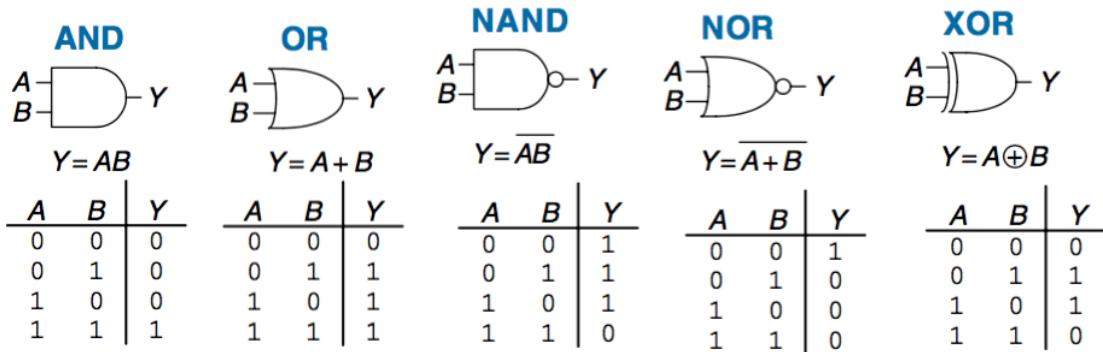 AND
A
B
Y
Y = AB
A B Y
0 0 0
0 1 0
1 0 0
1 1 1
OR
A
B
Y
Y = A + B
A B Y
0 0 0
0 1 1
1 0 1
1 1 1
NAND
A
B
Y
Y = A̅B̅
A B Y
0 0 1
0 1 1
1 0 1
1 1 0
NOR
A
B
Y
Y = A̅ ̅+̅ ̅B̅
A B Y
0 0 1
0 1 0
1 0 0
1 1 0
XOR
A
B
Y
Y = A ⊕ B
A B Y
0 0 0
0 1 1
1 0 1
1 1 0